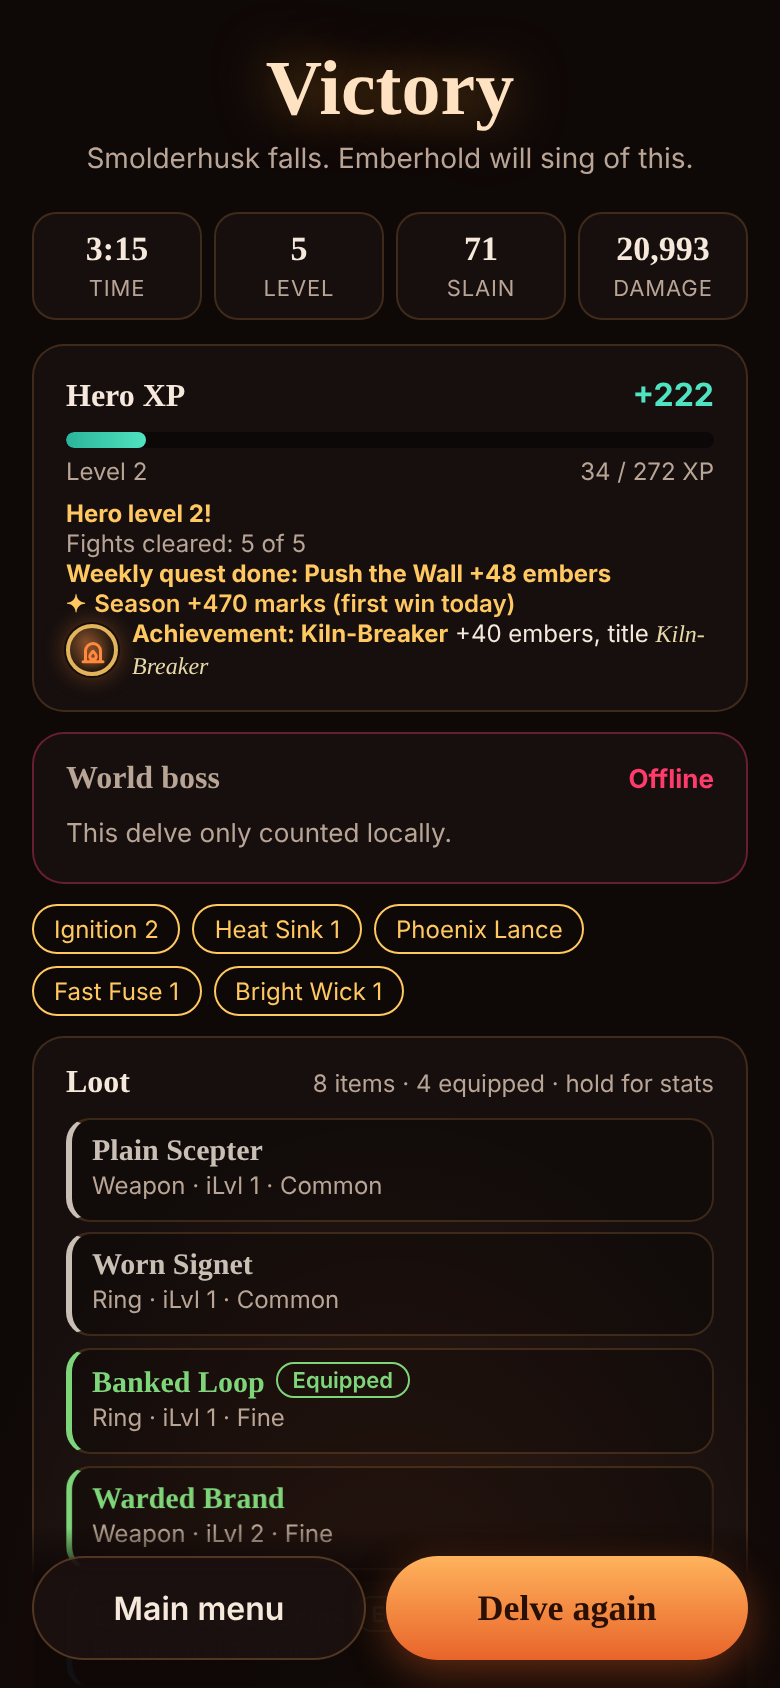 Victory
Smolderhusk falls. Emberhold will sing of this.
3:15
TIME
5
LEVEL
71
SLAIN
20,993
DAMAGE
Hero XP
+222
Level 2
34 / 272 XP
Hero level 2!
Fights cleared: 5 of 5
Weekly quest done: Push the Wall +48 embers
✦ Season +470 marks (first win today)
Achievement: Kiln-Breaker +40 embers, title Kiln-
Breaker
World boss
Offline
This delve only counted locally.
Ignition 2
Heat Sink 1
Phoenix Lance
Fast Fuse 1
Bright Wick 1
Loot
8 items · 4 equipped · hold for stats
Plain Scepter
Weapon · iLvl 1 · Common
Worn Signet
Ring · iLvl 1 · Common
Banked Loop Equipped
Ring · iLvl 1 · Fine
Warded Brand
Weapon · iLvl 2 · Fine
Main menu
Delve again